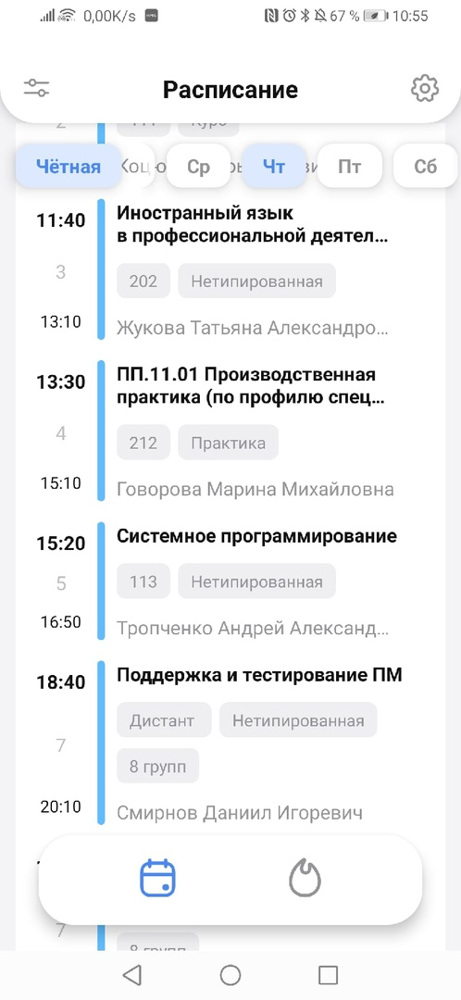 0,00K/s
67 %
10:55
Расписание
Чётная
Ср
Чт
Пт
Сб
11:40
Иностранный язык
в профессиональной деятел...
3
202
Нетипированная
13:10
Жукова Татьяна Александро...
13:30
ПП.11.01 Производственная
практика (по профилю спец...
4
212
Практика
15:10
Говорова Марина Михайловна
15:20
Системное программирование
5
113
Нетипированная
16:50
Тропченко Андрей Александ...
18:40
Поддержка и тестирование ПМ
Дистант
Нетипированная
7
8 групп
20:10
Смирнов Даниил Игоревич
7
8 групп